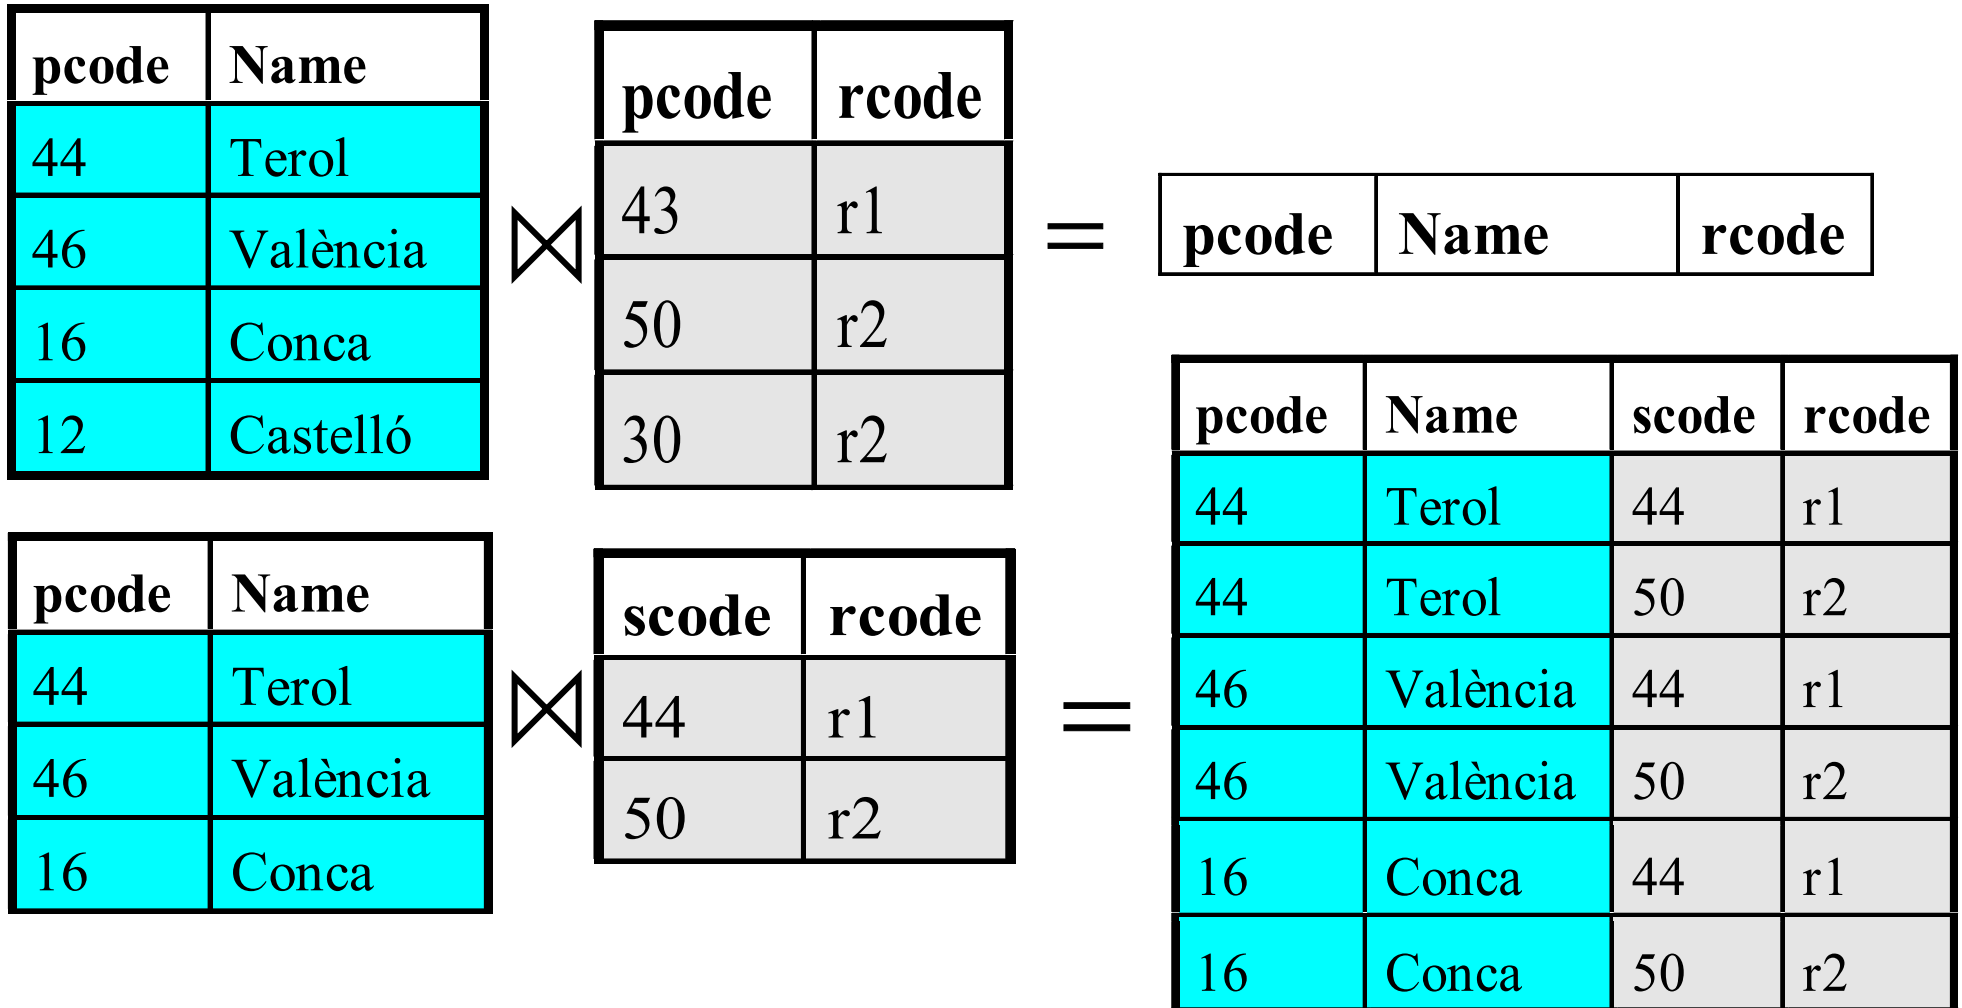 pcode Name
44 Terol
46 València
16 Conca
12 Castelló
⋈
pcode rcode
43 r1
50 r2
30 r2
=
pcode Name rcode
pcode Name
44 Terol
46 València
16 Conca
⋈
scode rcode
44 r1
50 r2
=
pcode Name scode rcode
44 Terol 44 r1
44 Terol 50 r2
46 València 44 r1
46 València 50 r2
16 Conca 44 r1
16 Conca 50 r2